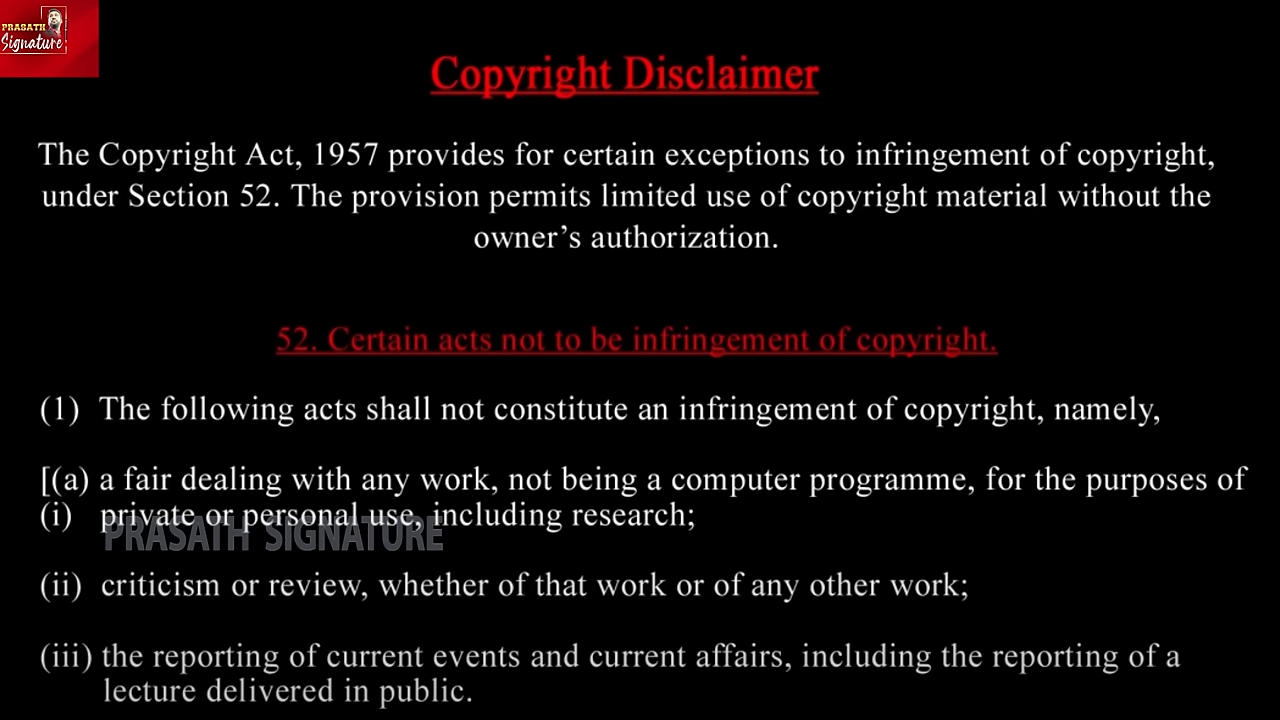 PRASATH
Signature
Copyright Disclaimer
The Copyright Act, 1957 provides for certain exceptions to infringement of copyright,
under Section 52. The provision permits limited use of copyright material without the
owner’s authorization.
52. Certain acts not to be infringement of copyright.
(1) The following acts shall not constitute an infringement of copyright, namely,
[(a) a fair dealing with any work, not being a computer programme, for the purposes of
(i) private or personal use, including research;
PRASATH SIGNATURE
(ii) criticism or review, whether of that work or of any other work;
(iii) the reporting of current events and current affairs, including the reporting of a
lecture delivered in public.